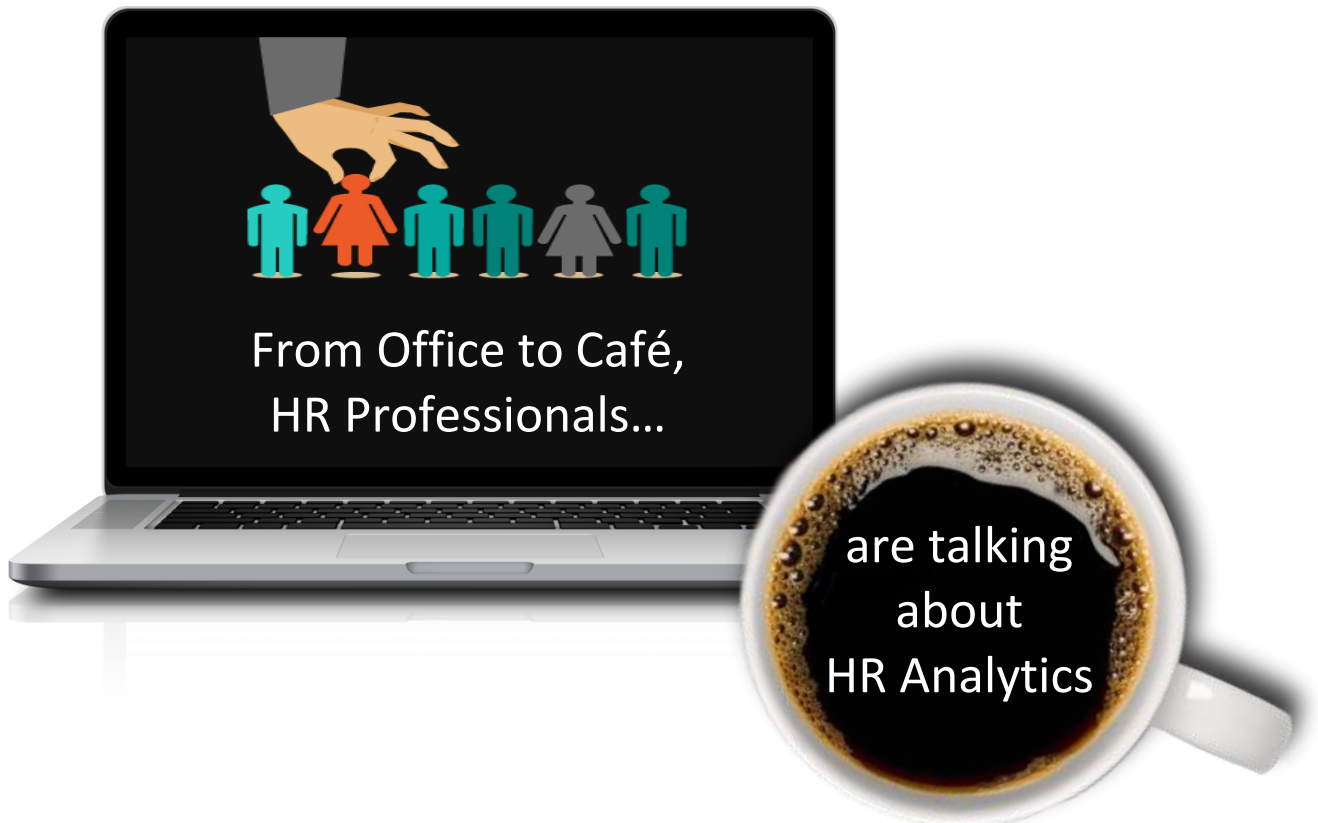 From Office to Café,
HR Professionals…
are talking
about
HR Analytics